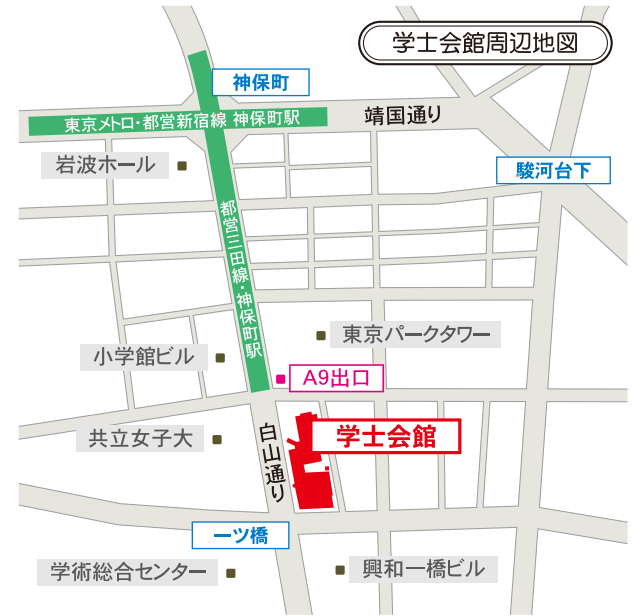 学士会館周辺地図
神保町
東京メトロ・都営新宿線 神保町駅
靖国通り
岩波ホール
駿河台下
都営三田線・神保町駅
東京パークタワー
小学館ビル
A9出口
白山通り
学士会館
共立女子大
一ツ橋
学術総合センター
興和一橋ビル